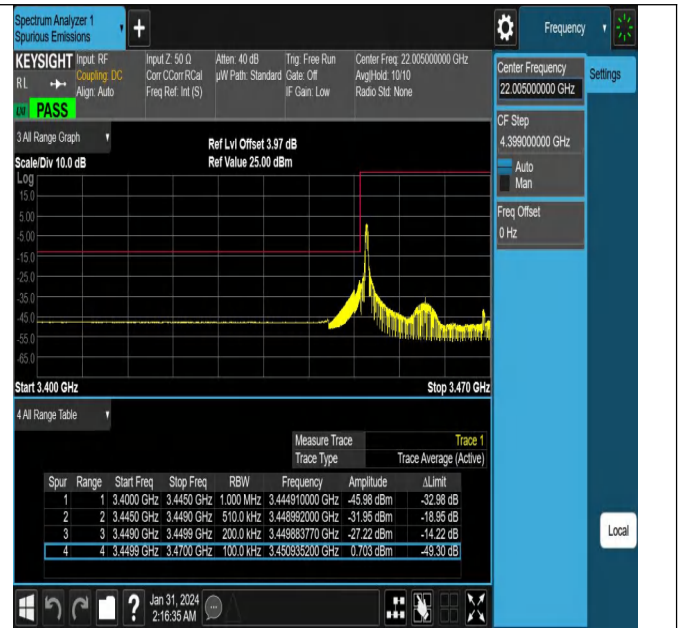 Spectrum Analyzer 1
Spurious Emissions
+
Frequency
KEYSIGHT
RL
Input: RF
Coupling: DC
Align: Auto
Input Z: 50 Ω
Corr CCorr RCal
Freq Ref: Int (S)
Atten: 40 dB
µW Path: Standard
Trig: Free Run
Gate: Off
IF Gain: Low
Center Freq: 22.005000000 GHz
Avg|Hold: 10/10
Radio Std: None
PASS
Center Frequency
22.005000000 GHz
Settings
CF Step
4.399000000 GHz
Auto
Man
Freq Offset
0 Hz
Local
3 All Range Graph
Scale/Div 10.0 dB
Ref Lvl Offset 3.97 dB
Ref Value 25.00 dBm
Log
15.0
5.00
-5.00
-15.0
-25.0
-35.0
-45.0
-55.0
-65.0
Start 3.400 GHz
Stop 3.470 GHz
4 All Range Table
Measure Trace Trace 1
Trace Type Trace Average (Active)
Spur Range Start Freq Stop Freq RBW Frequency Amplitude ΔLimit
1 1 3.4000 GHz 3.4450 GHz 1.000 MHz 3.444910000 GHz -45.98 dBm -32.98 dB
2 2 3.4450 GHz 3.4490 GHz 510.0 kHz 3.448992000 GHz -31.95 dBm -18.95 dB
3 3 3.4490 GHz 3.4499 GHz 200.0 kHz 3.449883770 GHz -27.22 dBm -14.22 dB
4 4 3.4499 GHz 3.4700 GHz 100.0 kHz 3.450935200 GHz 0.703 dBm -49.30 dB
?
Jan 31, 2024
2:16:35 AM